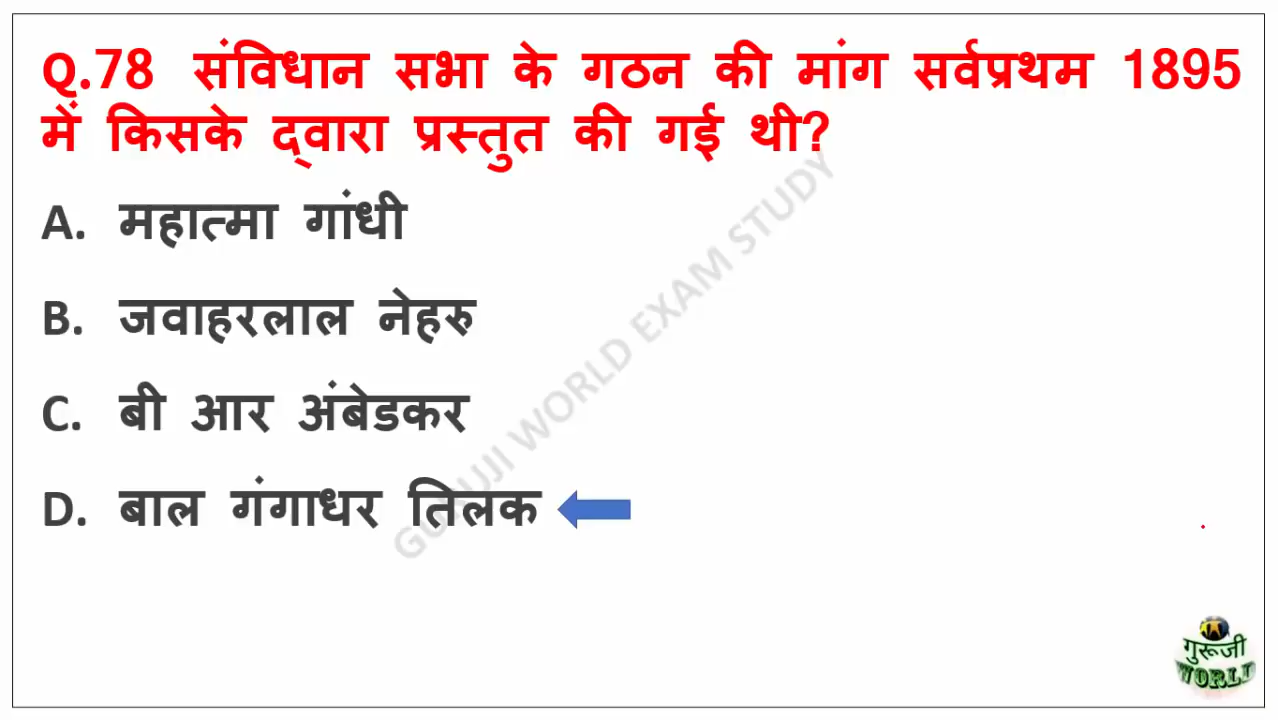 Q.78 संविधान सभा के गठन की मांग सर्वप्रथम 1895
में किसके द्वारा प्रस्तुत की गई थी?
A. महात्मा गांधी
B. जवाहरलाल नेहरु
C. बी आर अंबेडकर
D. बाल गंगाधर तिलक
GURUJI WORLD EXAM STUDY
गुरूजी
WORLD